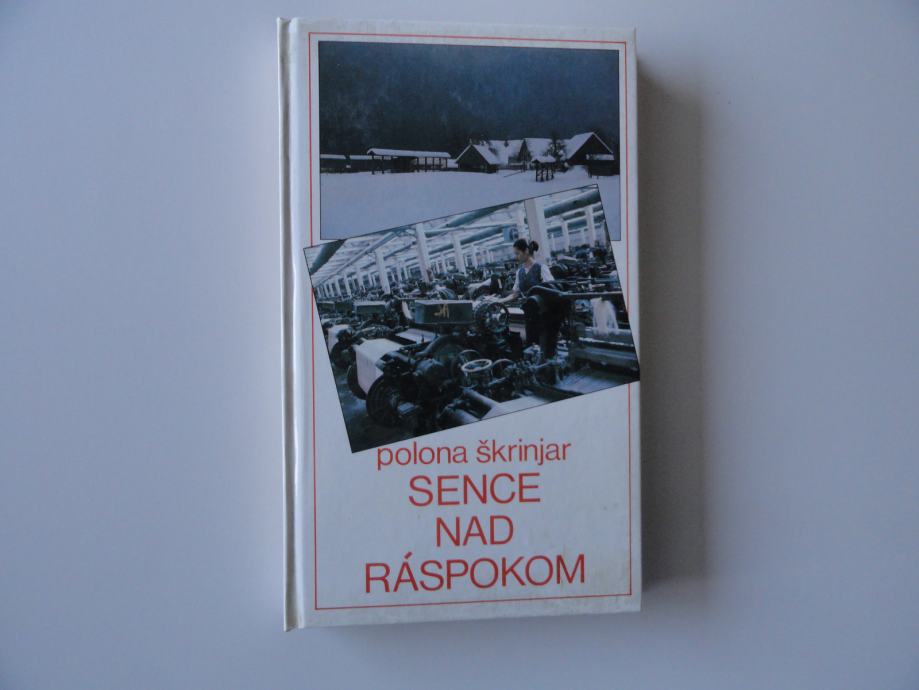 polona škrinjar
SENCE
NAD
RÁSPOKOM